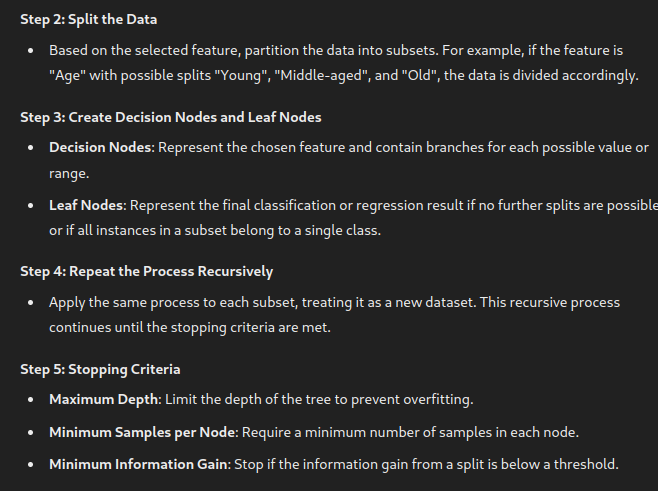 Step 2: Split the Data
• Based on the selected feature, partition the data into subsets. For example, if the feature is
"Age" with possible splits "Young", "Middle-aged", and "Old", the data is divided accordingly.
Step 3: Create Decision Nodes and Leaf Nodes
• Decision Nodes: Represent the chosen feature and contain branches for each possible value or
range.
• Leaf Nodes: Represent the final classification or regression result if no further splits are possible
or if all instances in a subset belong to a single class.
Step 4: Repeat the Process Recursively
• Apply the same process to each subset, treating it as a new dataset. This recursive process
continues until the stopping criteria are met.
Step 5: Stopping Criteria
• Maximum Depth: Limit the depth of the tree to prevent overfitting.
• Minimum Samples per Node: Require a minimum number of samples in each node.
• Minimum Information Gain: Stop if the information gain from a split is below a threshold.